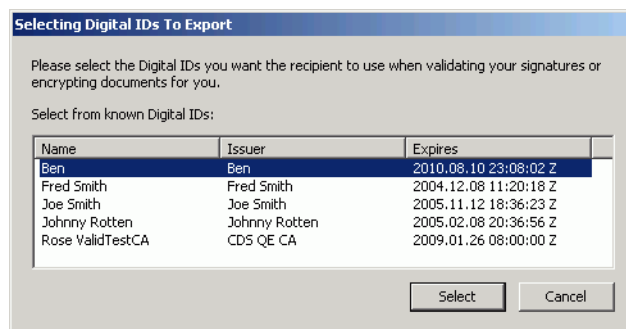 Selecting Digital IDs To Export
Please select the Digital IDs you want the recipient to use when validating your signatures or
encrypting documents for you.
Select from known Digital IDs:
Name Issuer Expires
Ben Ben 2010.08.10 23:08:02 Z
Fred Smith Fred Smith 2004.12.08 11:20:18 Z
Joe Smith Joe Smith 2005.11.12 18:36:23 Z
Johnny Rotten Johnny Rotten 2005.02.08 20:36:56 Z
Rose ValidTestCA CDS QE CA 2009.01.26 08:00:00 Z
Select Cancel